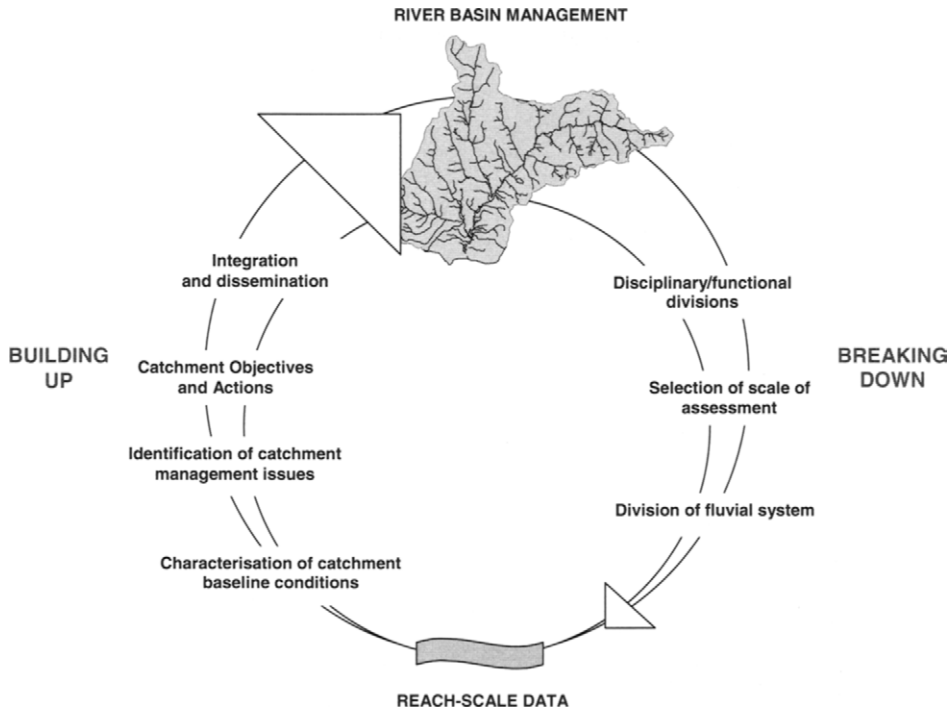 RIVER BASIN MANAGEMENT
Integration
and dissemination
Disciplinary/functional
divisions
BUILDING
UP
BREAKING
DOWN
Catchment Objectives
and Actions
Selection of scale of
assessment
Identification of catchment
management issues
Division of fluvial system
Characterisation of catchment
baseline conditions
REACH-SCALE DATA